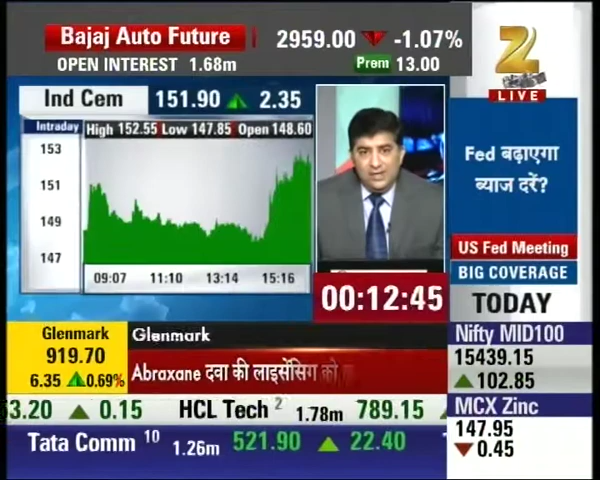 Bajaj Auto Future
2959.00 -1.07%
OPEN INTEREST 1.68m
Prem 13.00
LIVE
Ind Cem 151.90 2.35
Intraday High 152.55 Low 147.85 Open 148.60
153
151
149
147
09:07 11:10 13:14 15:16
Fed बढ़ाएगा
ब्याज दरें?
US Fed Meeting
BIG COVERAGE
TODAY
00:12:45
Glenmark
919.70
6.35 0.69%
Glenmark
Abraxane दवा की लाइसेंसिग को
Nifty MID100
15439.15
102.85
MCX Zinc
147.95
0.45
53.20 0.15 HCL Tech 2 1.78m 789.15
Tata Comm 10 1.26m 521.90 22.40